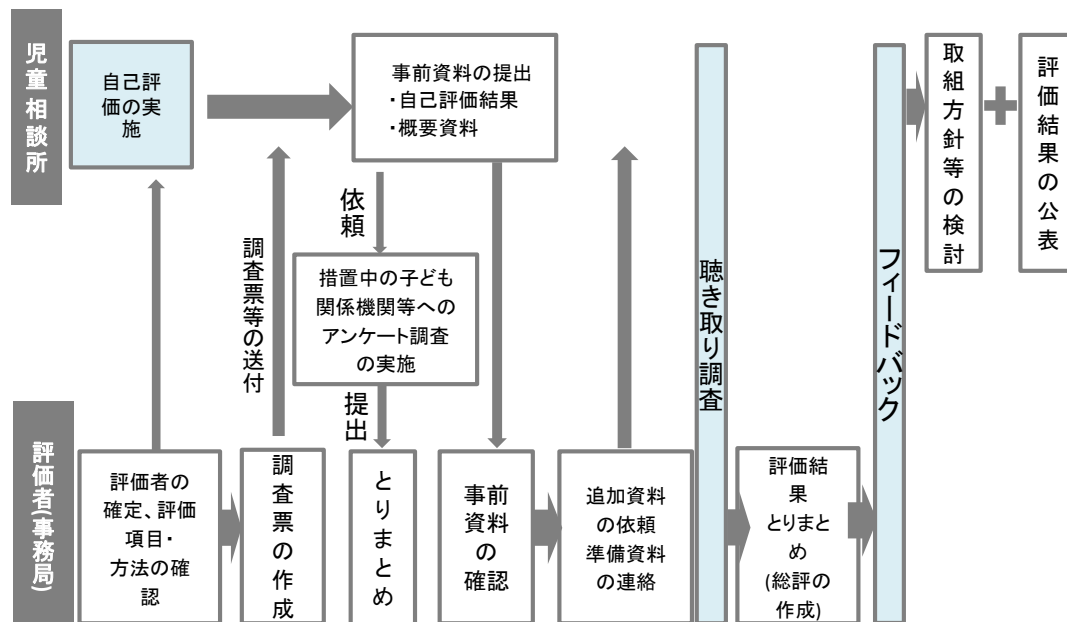 児童相談所
自己評
価の実
施
事前資料の提出
・自己評価結果
・概要資料
取組方針等の検討
評価結果の公表
依頼
調査票等の送付
措置中の子ども
関係機関等への
アンケート調査
の実施
提出
聴き取り調査
フィードバック
評価者(事務局)
評価者の
確定、評価
項目・
方法の確
認
調査票の作成
とりまとめ
事前
資料
の
確認
追加資料
の依頼
準備資料
の連絡
評価結
果
とりまと
め
(総評の
作成)